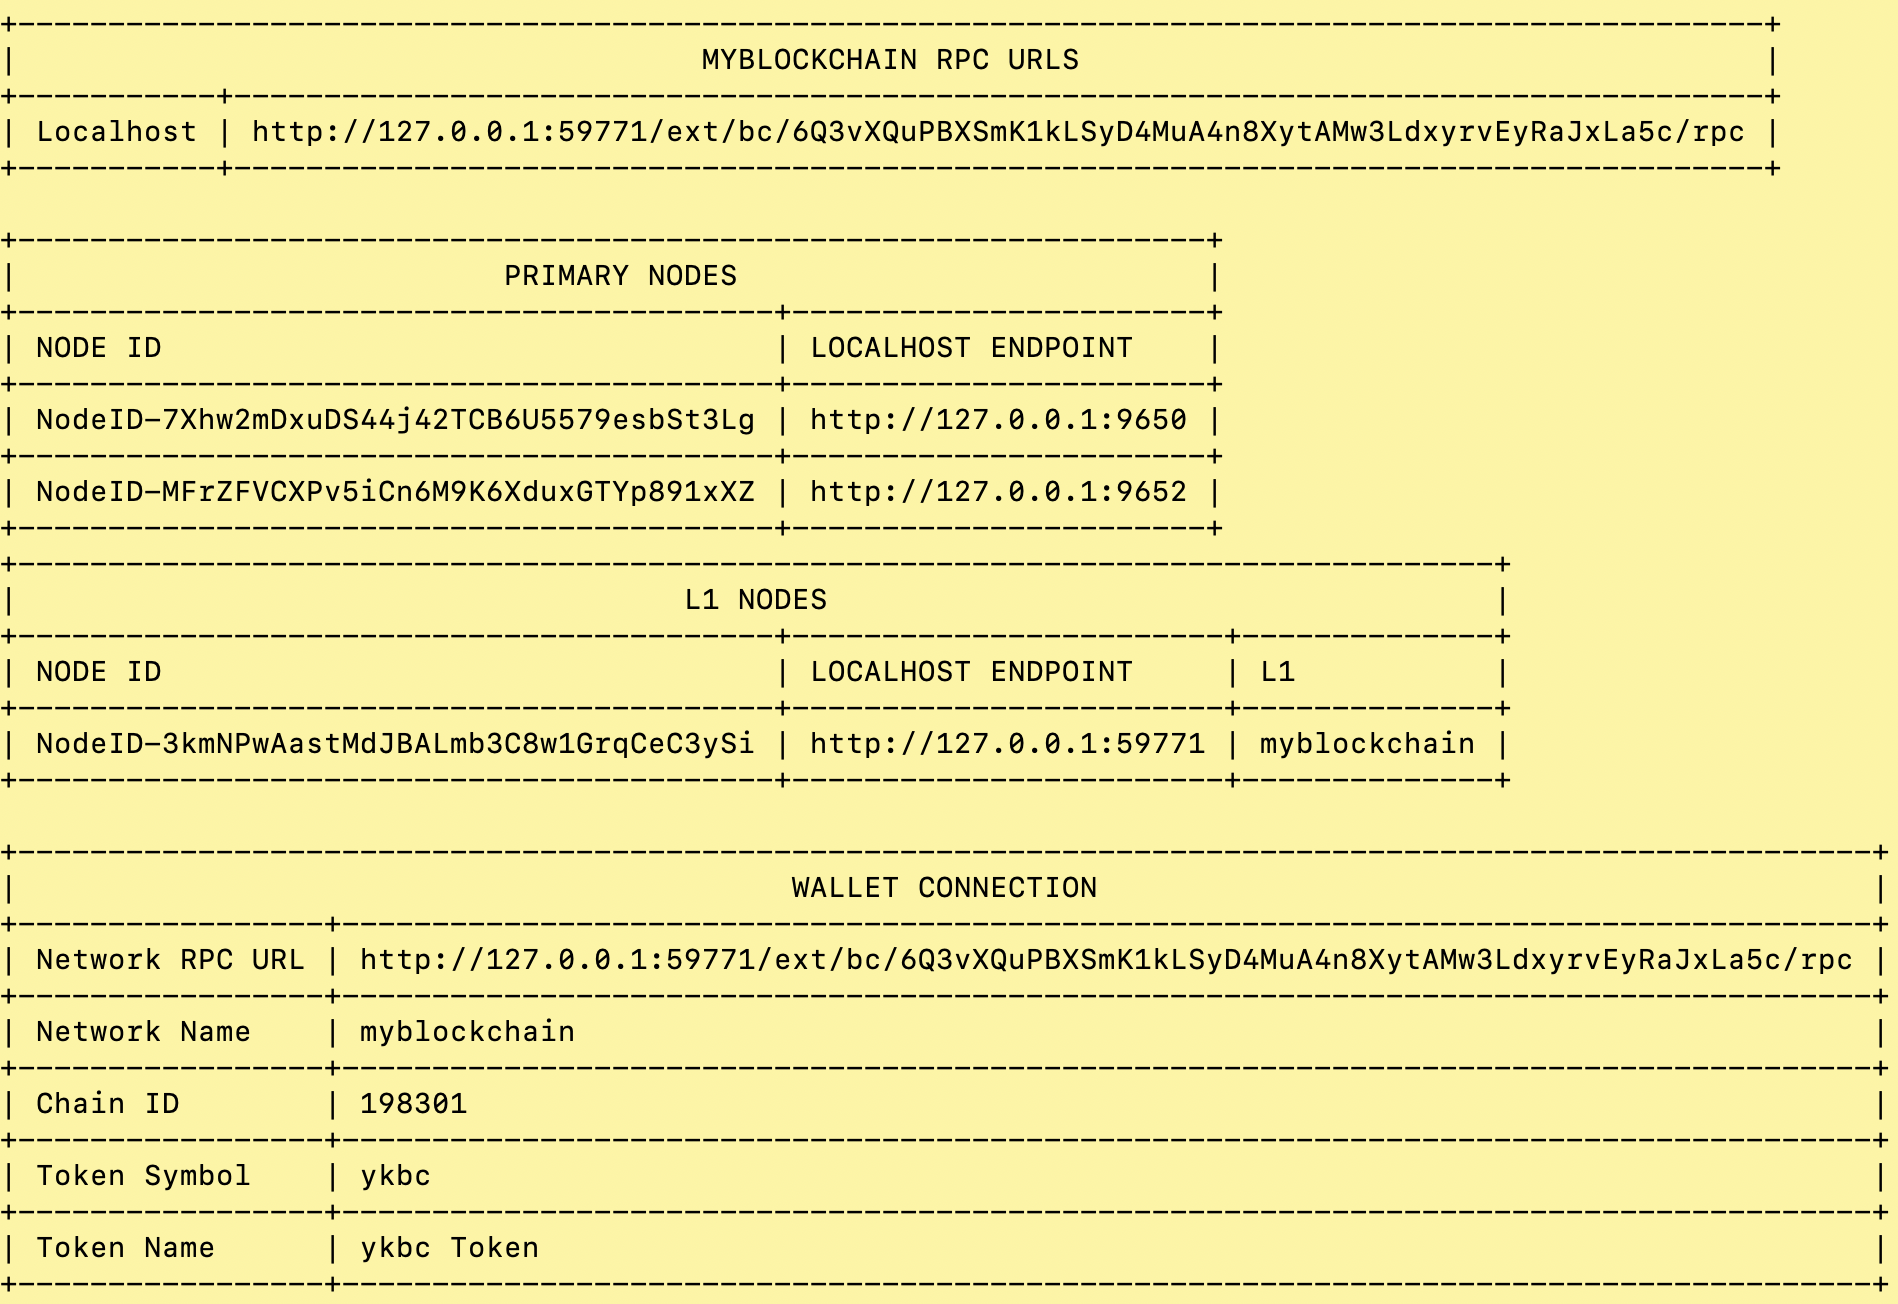 MYBLOCKCHAIN RPC URLS
Localhost | http://127.0.0.1:59771/ext/bc/6Q3vXQuPBXSmK1kLSyD4MuA4n8XytAMw3LdxyrvEyRaJxLa5c/rpc
PRIMARY NODES
NODE ID | LOCALHOST ENDPOINT
NodeID-7Xhw2mDxuDS44j42TCB6U5579esbSt3Lg | http://127.0.0.1:9650
NodeID-MFrZFVCXPv5iCn6M9K6XduxGTYp891xXZ | http://127.0.0.1:9652
L1 NODES
NODE ID | LOCALHOST ENDPOINT | L1
NodeID-3kmNPwAastMdJBALmb3C8w1GrqCeC3ySi | http://127.0.0.1:59771 | myblockchain
WALLET CONNECTION
Network RPC URL | http://127.0.0.1:59771/ext/bc/6Q3vXQuPBXSmK1kLSyD4MuA4n8XytAMw3LdxyrvEyRaJxLa5c/rpc
Network Name | myblockchain
Chain ID | 198301
Token Symbol | ykbc
Token Name | ykbc Token